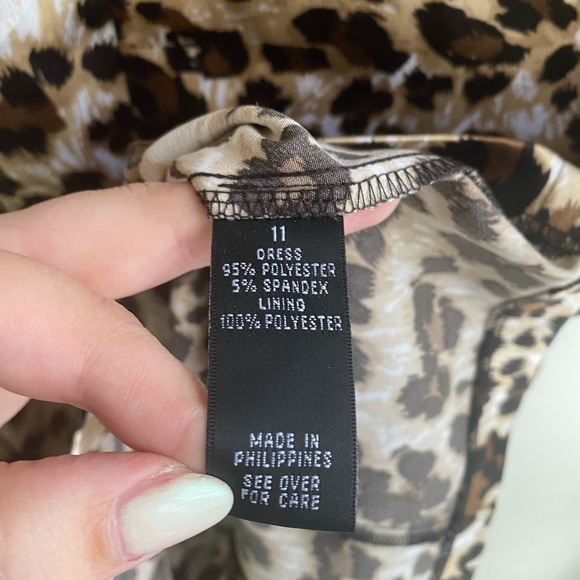 11
DRESS
95% POLYESTER
5% SPANDEX
LINING
100% POLYESTER
MADE IN
PHILIPPINES
SEE OVER
FOR CARE